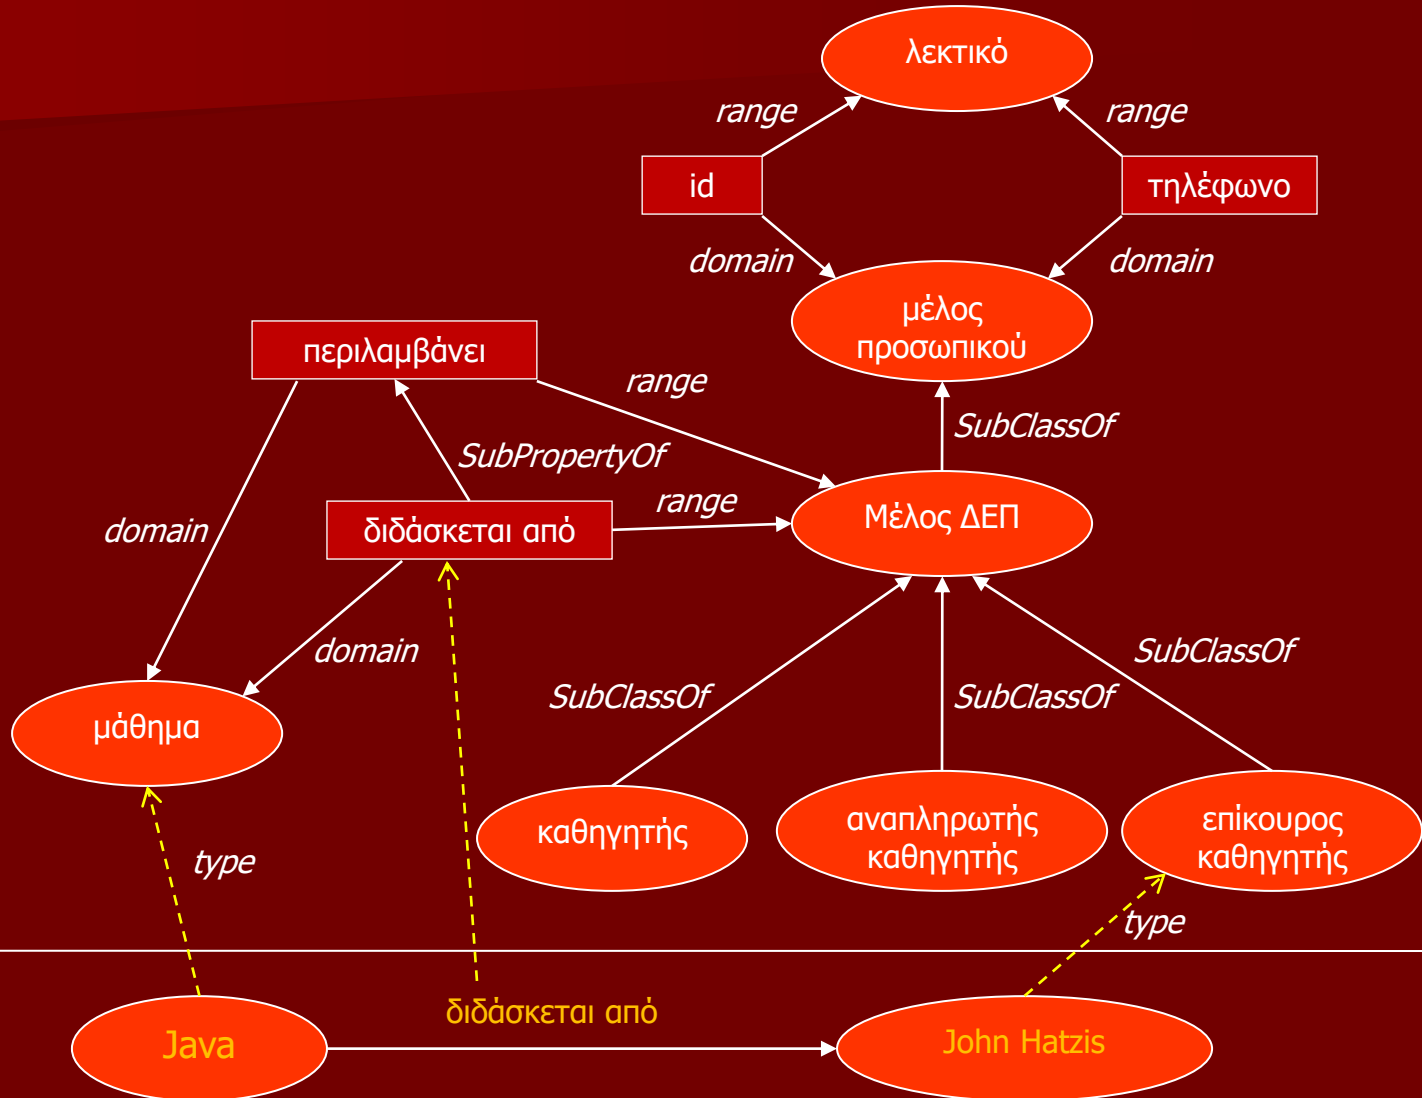 λεκτικό
range
range
id
τηλέφωνο
domain
domain
μέλος
προσωπικού
περιλαμβάνει
range
SubClassOf
SubPropertyOf
range
Μέλος ΔΕΠ
domain
διδάσκεται από
domain
SubClassOf
SubClassOf
SubClassOf
μάθημα
καθηγητής
αναπληρωτής
καθηγητής
επίκουρος
καθηγητής
type
type
διδάσκεται από
Java
John Hatzis